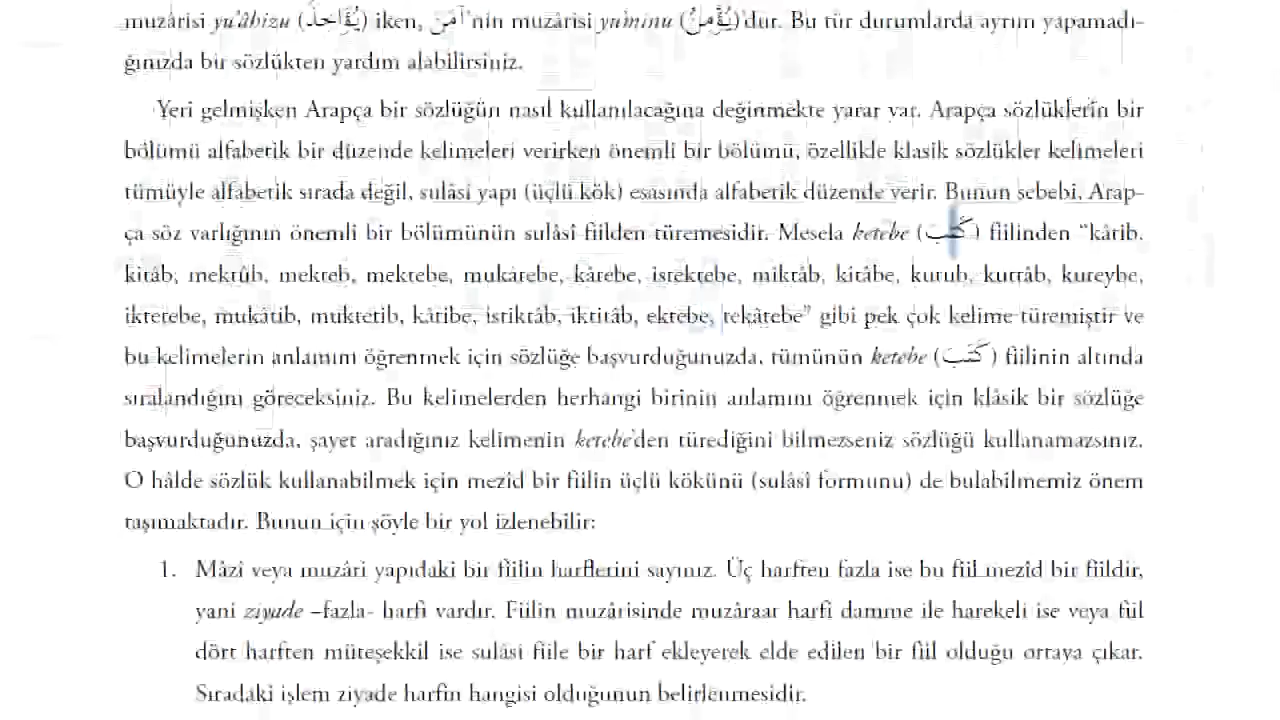 muzârisi yu'âhizu (يُؤَاخِذُ) iken, آمَنَ'nin muzârisi yu'minu (يُؤْمِنُ)'dur. Bu tür durumlarda ayrım yapamadı-
ğınızda bir sözlükten yardım alabilirsiniz.
Yeri gelmişken Arapça bir sözlüğün nasıl kullanılacağına değinmekte yarar var. Arapça sözlüklerin bir
bölümü alfabetik bir düzende kelimeleri verirken önemli bir bölümü, özellikle klasik sözlükler kelimeleri
tümüyle alfabetik sırada değil, sulâsî yapı (üçlü kök) esasında alfabetik düzende verir. Bunun sebebi, Arap-
ça söz varlığının önemli bir bölümünün sulâsî fiilden türemesidir. Mesela ketebe (كَتَبَ) fiilinden "kâtib,
kitâb, mektûb, mekteb, mektebe, mukâtebe, kâtebe, istektebe, miktâb, kitâbe, kutub, kuttâb, kuteybe,
iktetebe, mukâtib, muktetib, kâtibe, istiktâb, iktitâb, ektebe, tekâtebe" gibi pek çok kelime türemiştir ve
bu kelimelerin anlamını öğrenmek için sözlüğe başvurduğunuzda, tümünün ketebe (كَتَبَ) fiilinin altında
sıralandığını göreceksiniz. Bu kelimelerden herhangi birinin anlamını öğrenmek için klâsik bir sözlüğe
başvurduğunuzda, şayet aradığınız kelimenin ketebe'den türediğini bilmezseniz sözlüğü kullanamazsınız.
O hâlde sözlük kullanabilmek için mezîd bir fiilin üçlü kökünü (sulâsî formunu) de bulabilmemiz önem
taşımaktadır. Bunun için şöyle bir yol izlenebilir:
1. Mâzî veya muzâri yapıdaki bir fiilin harflerini sayınız. Üç harften fazla ise bu fiil mezîd bir fiildir,
yani ziyade –fazla- harfi vardır. Fiilin muzârisinde muzâraat harfi damme ile harekeli ise veya fiil
dört harften müteşekkil ise sulâsî fiile bir harf ekleyerek elde edilen bir fiil olduğu ortaya çıkar.
Sıradaki işlem ziyade harfin hangisi olduğunun belirlenmesidir.